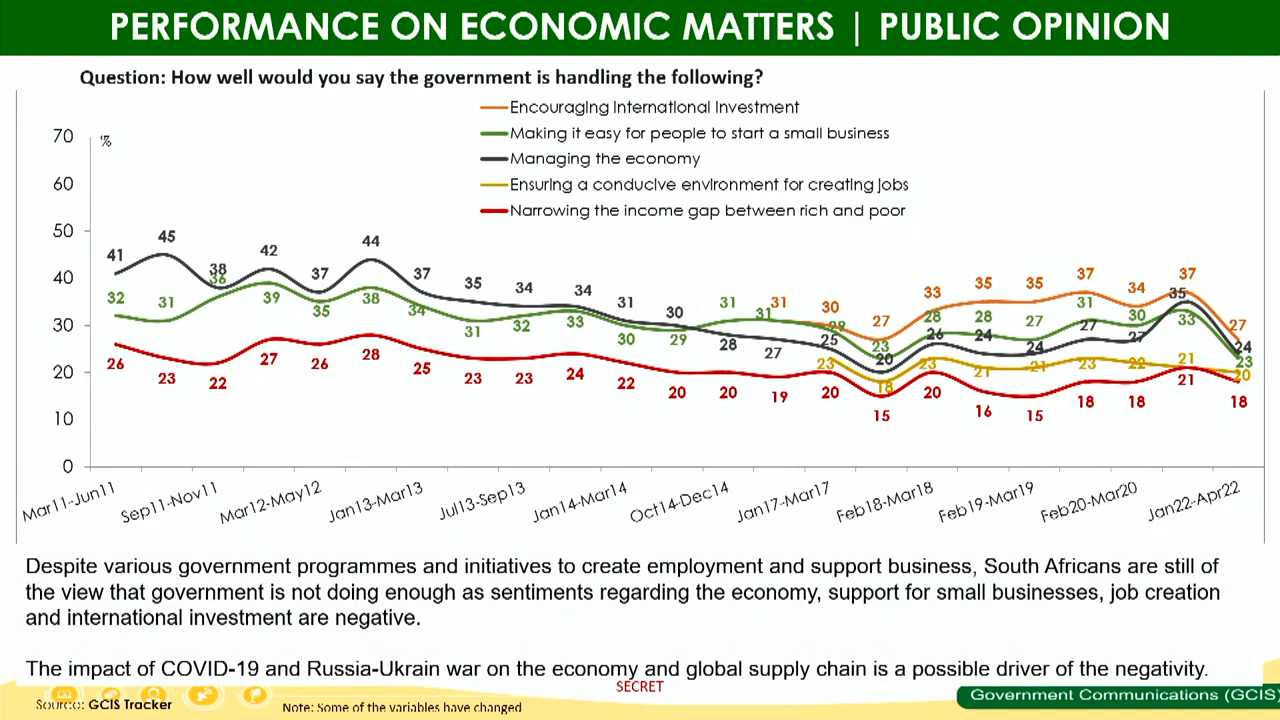 PERFORMANCE ON ECONOMIC MATTERS | PUBLIC OPINION
Question: How well would you say the government is handling the following?
Encouraging international investment
Making it easy for people to start a small business
Managing the economy
Ensuring a conducive environment for creating jobs
Narrowing the income gap between rich and poor
%
70
60
50
40
30
20
10
0
41 45 38 42 37 44 37 35 34 34 31 30 28 27 25 20 26 24 24 27 27 35 24
32 31 36 39 35 38 34 31 32 33 30 29 31 31 29 23 28 28 27 31 30 33 23
31 30 27 33 35 35 37 34 37 27
23 18 23 21 21 23 22 21 20
26 23 22 27 26 28 25 23 23 24 22 20 20 19 20 15 20 16 15 18 18 21 18
Mar11-Jun11 Sep11-Nov11 Mar12-May12 Jan13-Mar13 Jul13-Sep13 Jan14-Mar14 Oct14-Dec14 Jan17-Mar17 Feb18-Mar18 Feb19-Mar19 Feb20-Mar20 Jan22-Apr22
Despite various government programmes and initiatives to create employment and support business, South Africans are still of
the view that government is not doing enough as sentiments regarding the economy, support for small businesses, job creation
and international investment are negative.
The impact of COVID-19 and Russia-Ukrain war on the economy and global supply chain is a possible driver of the negativity.
SECRET
Source: GCIS Tracker
Note: Some of the variables have changed
Government Communications (GCIS)